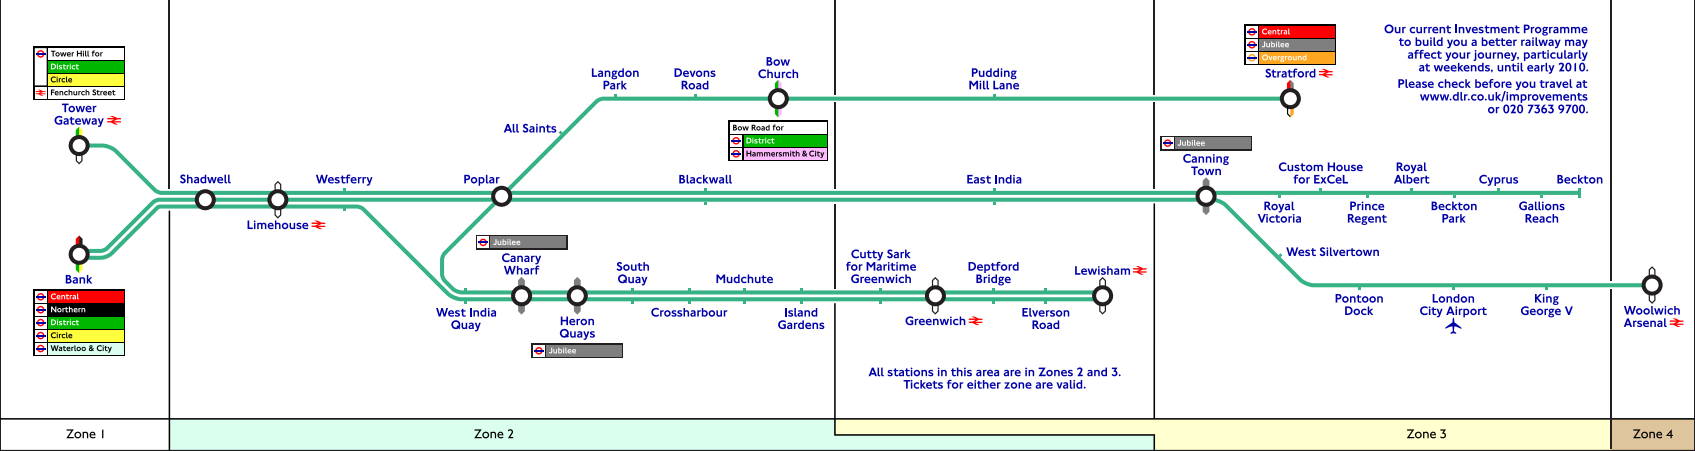 Tower Hill for
District
Circle
Fenchurch Street
Tower
Gateway
Shadwell
Limehouse
Westferry
Bank
Central
Northern
District
Circle
Waterloo & City
Poplar
All Saints
Langdon
Park
Devons
Road
Bow
Church
Bow Road for
District
Hammersmith & City
Pudding
Mill Lane
Central
Jubilee
Overground
Stratford
Our current Investment Programme
to build you a better railway may
affect your journey, particularly
at weekends, until early 2010.
Please check before you travel at
www.dlr.co.uk/improvements
or 020 7363 9700.
Blackwall
East India
Jubilee
Canning
Town
Royal
Victoria
Custom House
for ExCeL
Prince
Regent
Royal
Albert
Beckton
Park
Cyprus
Gallions
Reach
Beckton
West Silvertown
Pontoon
Dock
London
City Airport
King
George V
Woolwich
Arsenal
West India
Quay
Jubilee
Canary
Wharf
Heron
Quays
Jubilee
South
Quay
Crossharbour
Mudchute
Island
Gardens
Cutty Sark
for Maritime
Greenwich
Greenwich
Deptford
Bridge
Elverson
Road
Lewisham
All stations in this area are in Zones 2 and 3.
Tickets for either zone are valid.
Zone 1
Zone 2
Zone 3
Zone 4